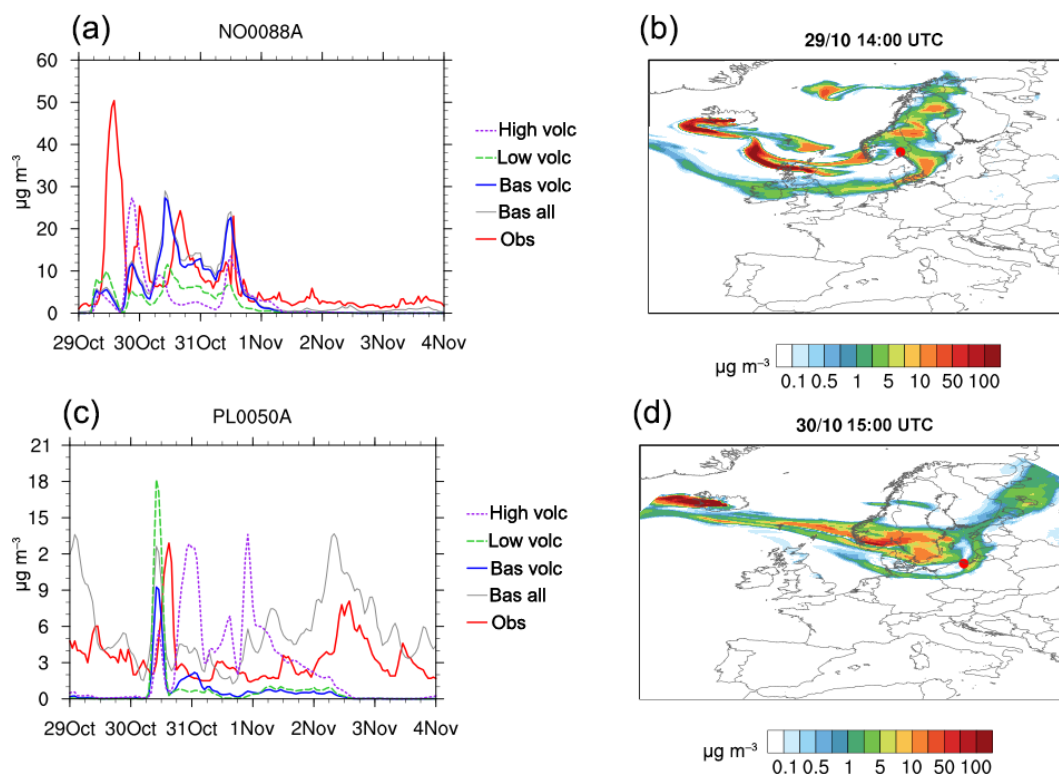 (a)
NO0088A
60
50
40
30
20
10
0
µg m⁻³
29Oct 30Oct 31Oct 1Nov 2Nov 3Nov 4Nov
High volc
Low volc
Bas volc
Bas all
Obs
(b)
29/10 14:00 UTC
µg m⁻³
0.1 0.5 1 5 10 50 100
(c)
PL0050A
21
18
15
12
9
6
3
0
µg m⁻³
29Oct 30Oct 31Oct 1Nov 2Nov 3Nov 4Nov
High volc
Low volc
Bas volc
Bas all
Obs
(d)
30/10 15:00 UTC
µg m⁻³
0.1 0.5 1 5 10 50 100